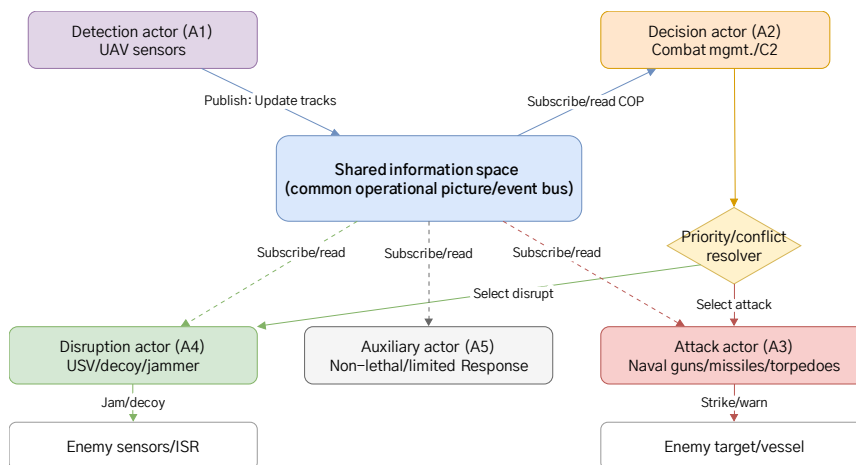 Detection actor (A1)
UAV sensors
Decision actor (A2)
Combat mgmt./C2
Publish: Update tracks
Subscribe/read COP
Shared information space
(common operational picture/event bus)
Priority/conflict
resolver
Subscribe/read
Subscribe/read
Subscribe/read
Select disrupt
Select attack
Disruption actor (A4)
USV/decoy/jammer
Auxiliary actor (A5)
Non-lethal/limited Response
Attack actor (A3)
Naval guns/missiles/torpedoes
Jam/decoy
Strike/warn
Enemy sensors/ISR
Enemy target/vessel